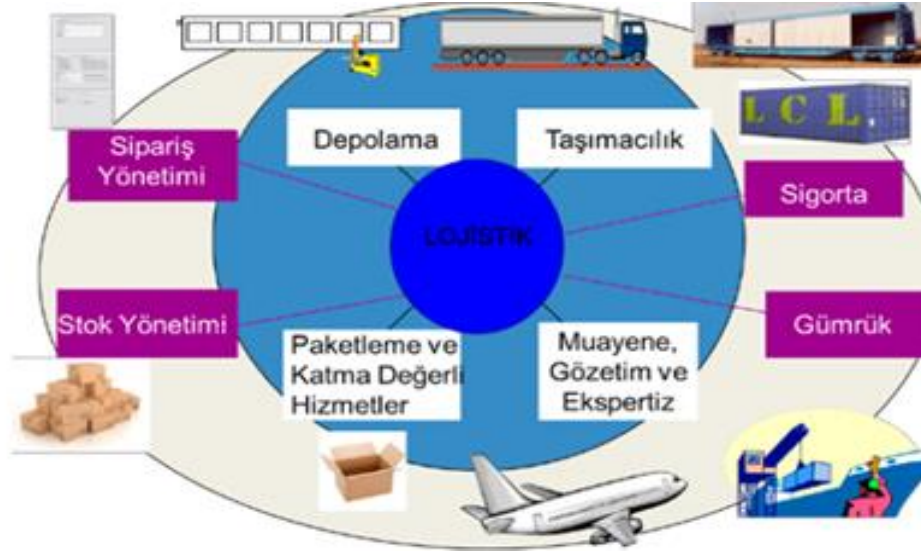 Depolama
Taşımacılık
Sipariş
Yönetimi
LCL
Sigorta
LOJİSTİK
Stok Yönetimi
Gümrük
Paketleme ve
Katma Değerli
Hizmetler
Muayene,
Gözetim ve
Ekspertiz